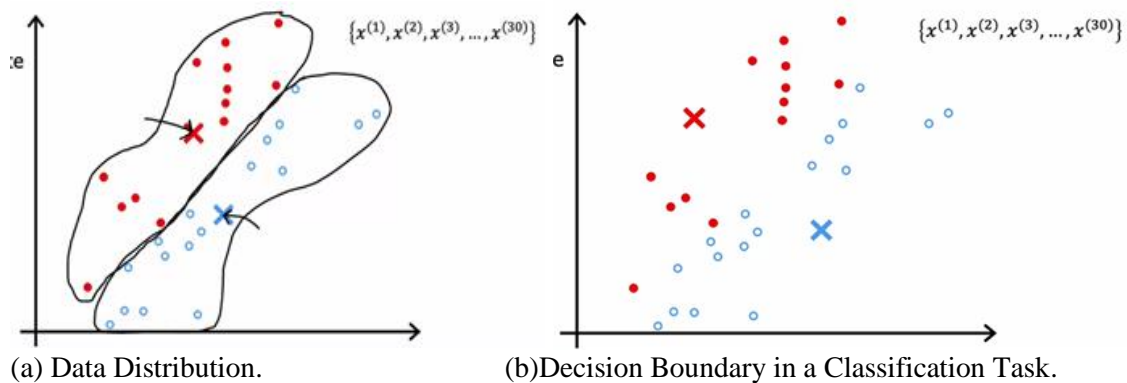 {x⁽¹⁾, x⁽²⁾, x⁽³⁾, ..., x⁽³⁰⁾}
{x⁽¹⁾, x⁽²⁾, x⁽³⁾, ..., x⁽³⁰⁾}
e
e
(a) Data Distribution.
(b)Decision Boundary in a Classification Task.